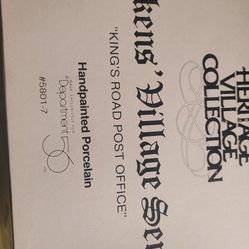 HERITAGE
VILLAGE
COLLECTION
kens' Village Ser
"KING'S ROAD POST OFFICE"
Handpainted Porcelain
Department 56
#5801-7